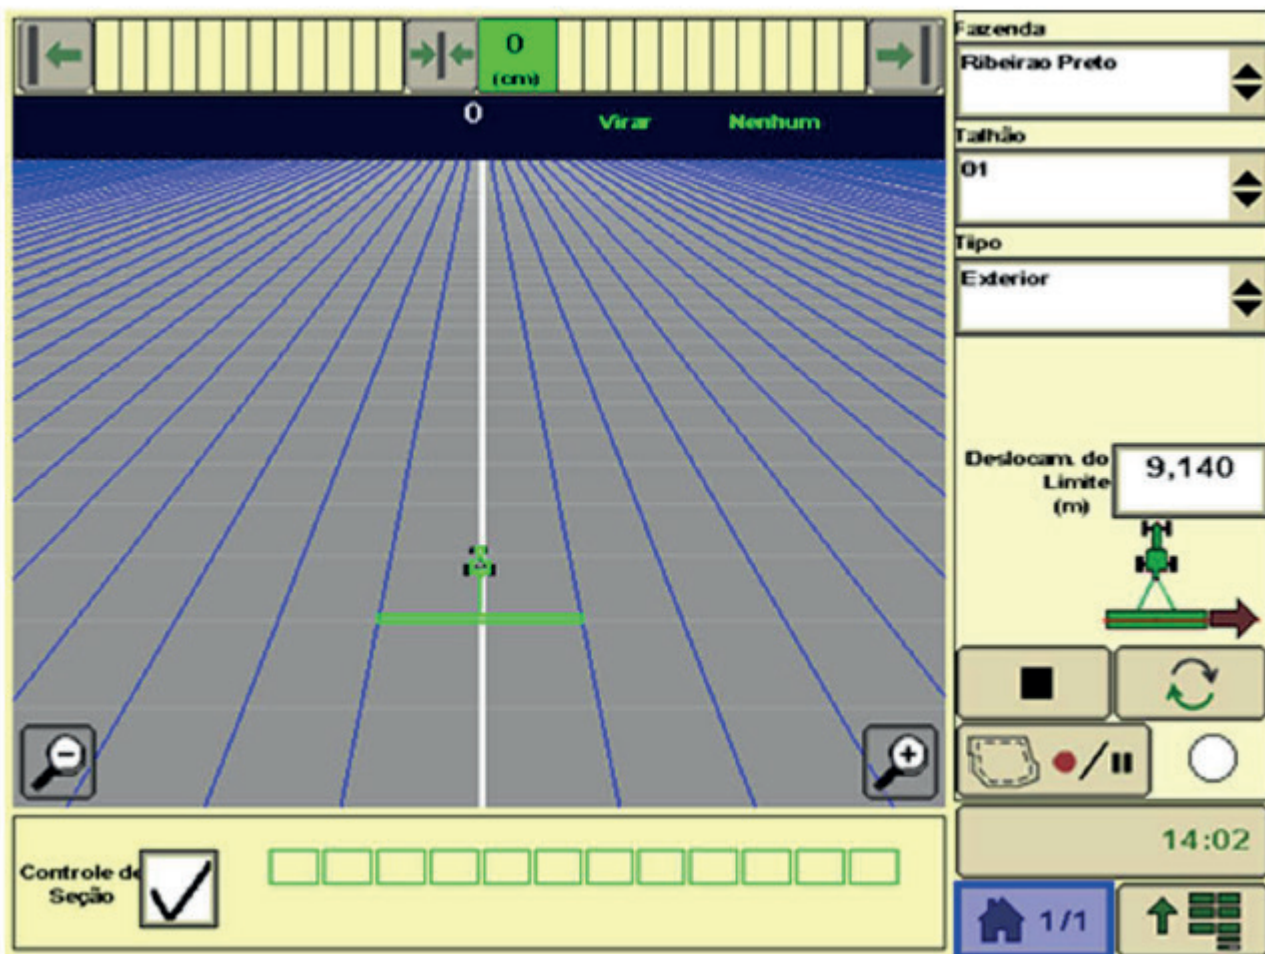 0
(cm)
0
Virar
Nenhum
Fazenda
Ribeirao Preto
Talhão
01
Tipo
Exterior
Deslocam. do
Limite
(m)
9,140
14:02
Controle de
Seção
1/1